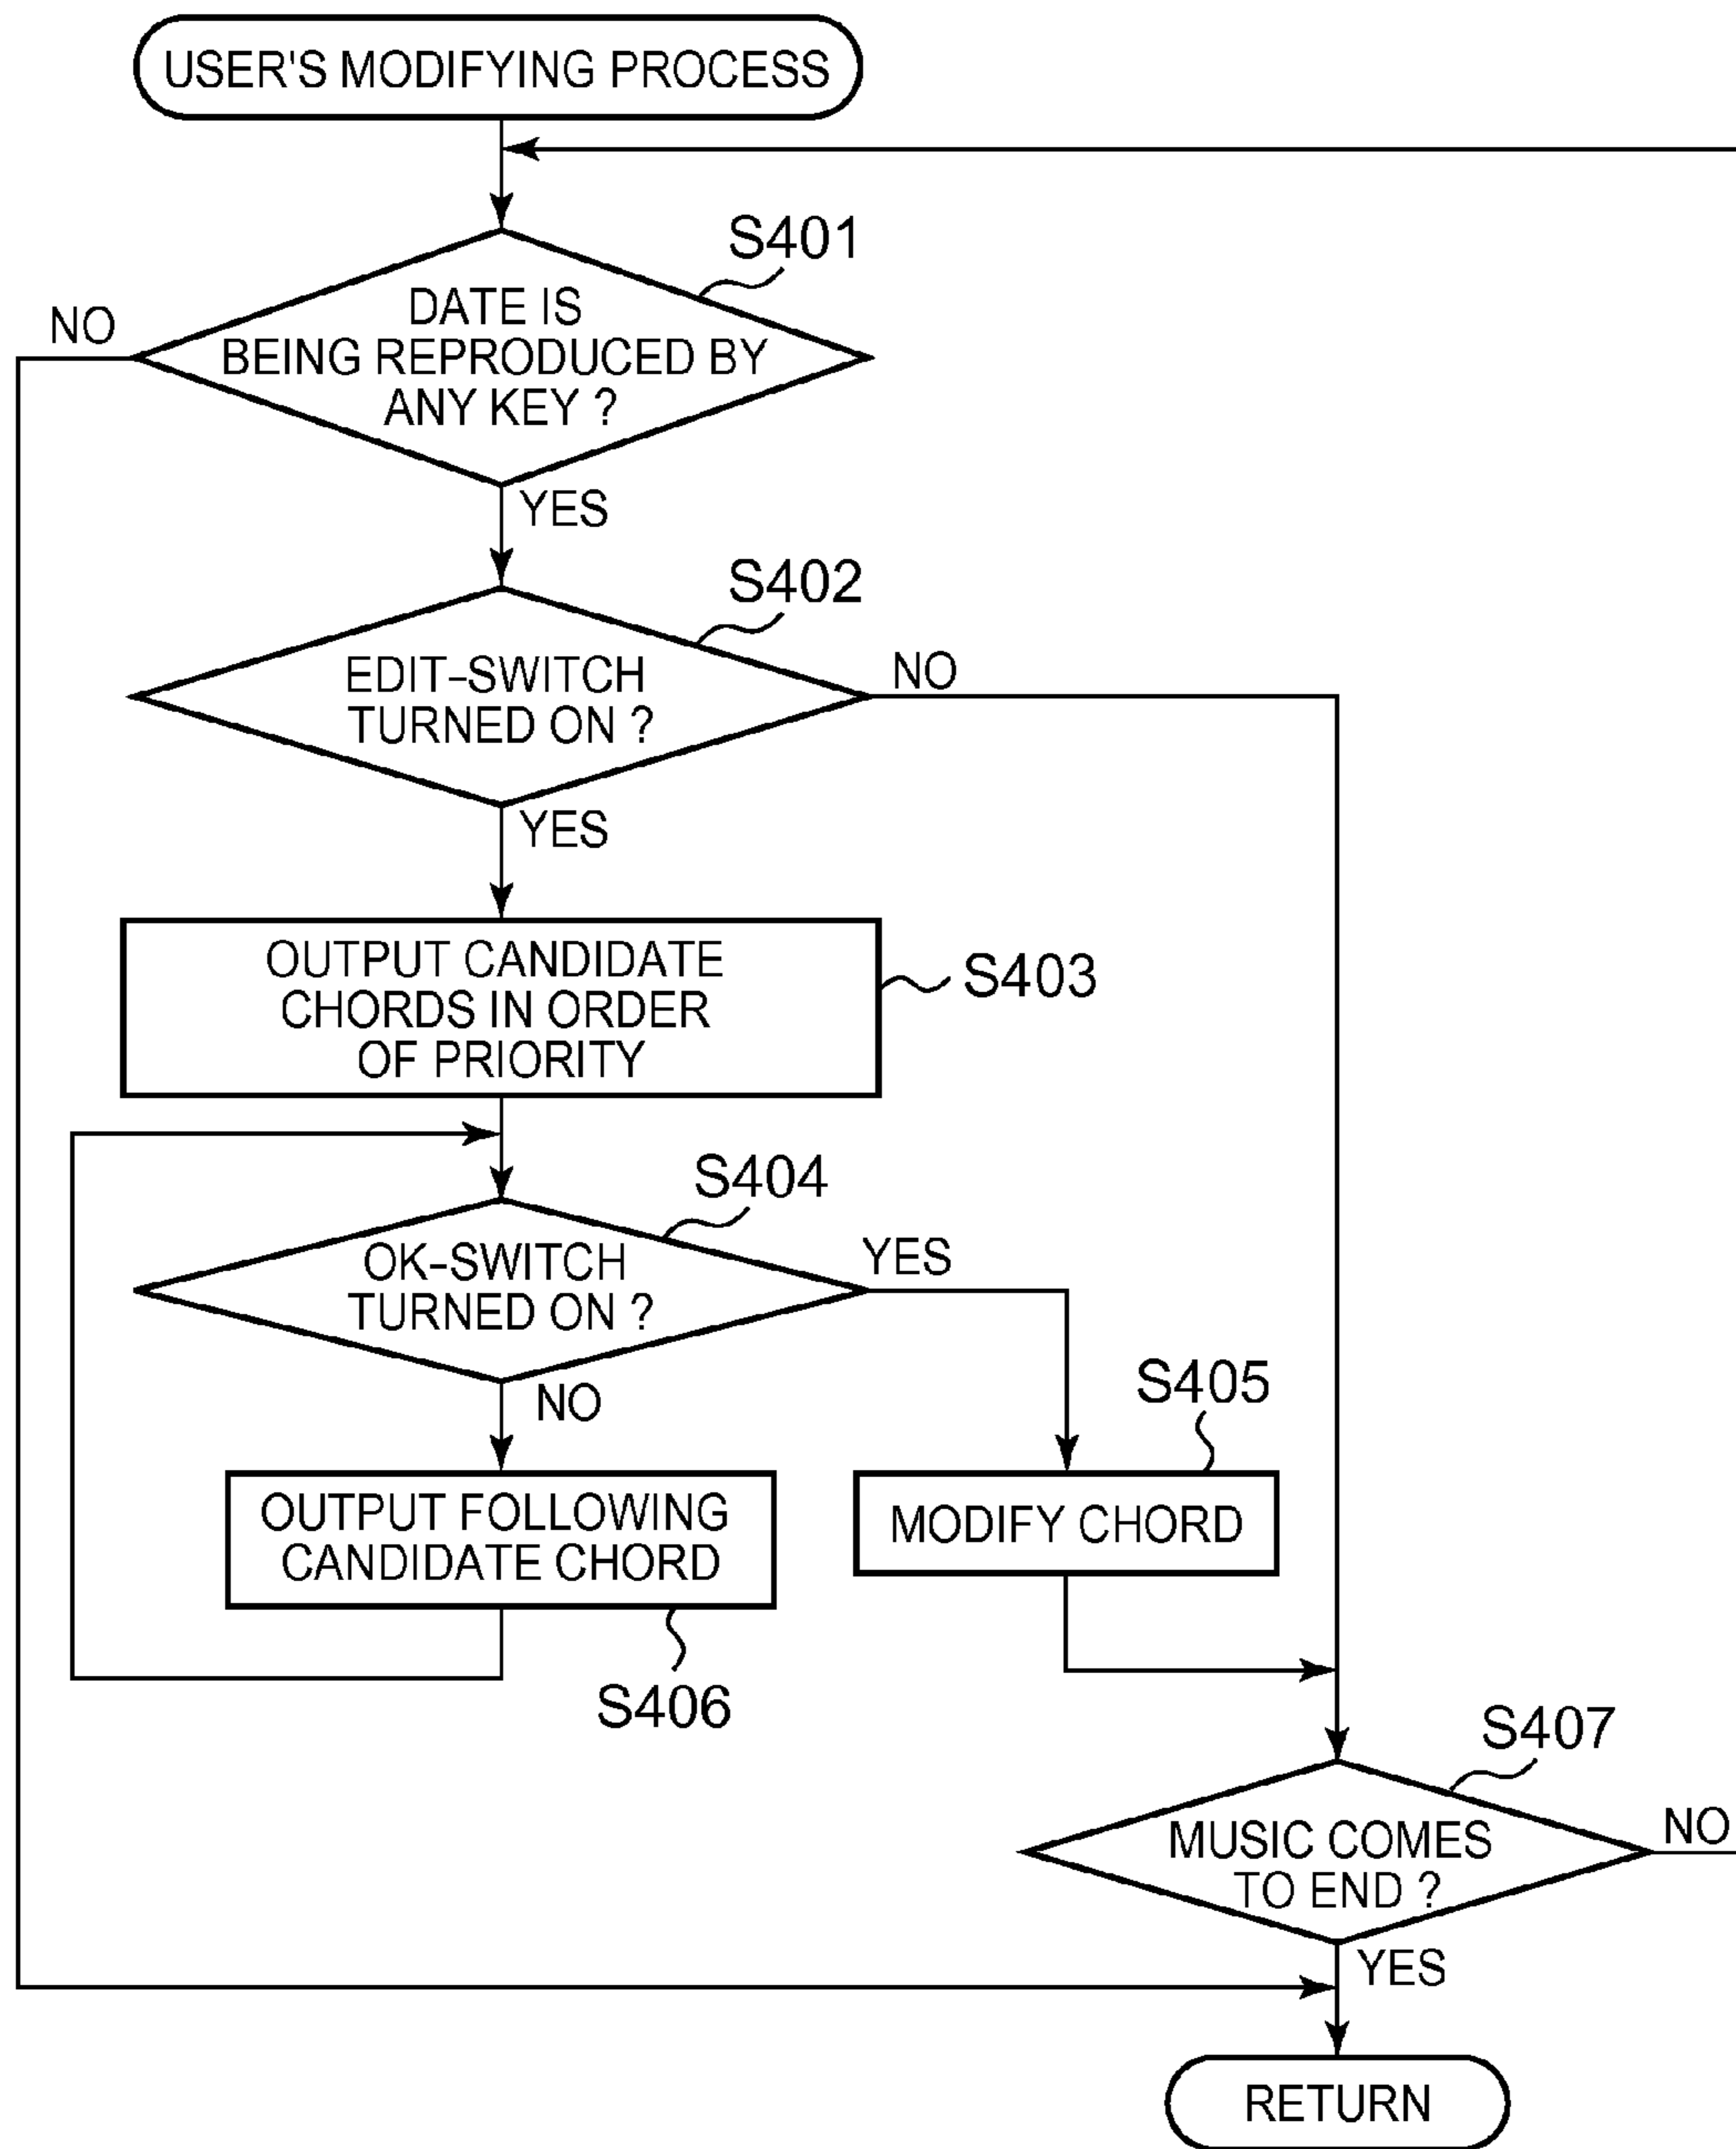 USER'S MODIFYING PROCESS
S401
NO
DATE IS
BEING REPRODUCED BY
ANY KEY ?
YES
S402
EDIT-SWITCH
TURNED ON ?
NO
YES
OUTPUT CANDIDATE
CHORDS IN ORDER
OF PRIORITY
S403
S404
OK-SWITCH
TURNED ON ?
YES
NO
S405
OUTPUT FOLLOWING
CANDIDATE CHORD
MODIFY CHORD
S406
S407
MUSIC COMES
TO END ?
NO
YES
RETURN